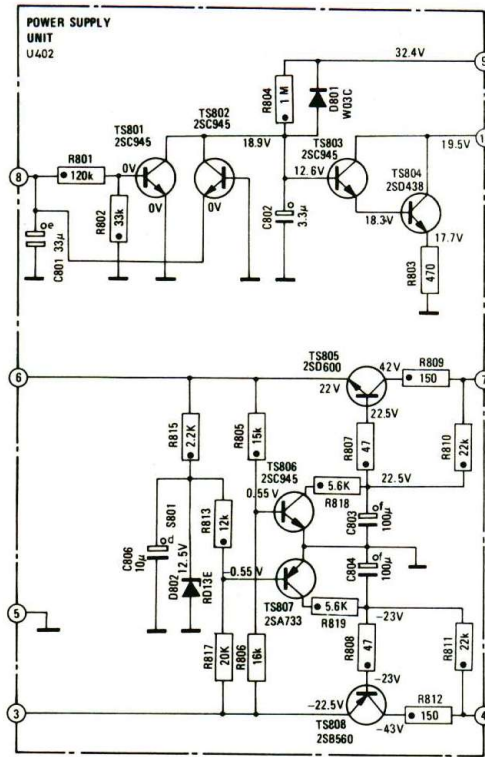 POWER SUPPLY
UNIT
U402
32.4V
9
R804
1 M
D801
W03C
TS801
2SC945
TS802
2SC945
18.9V
TS803
2SC945
19.5V
1
TS804
2SD438
8
R801
120k
0V
0V
0V
12.6V
18.3V
17.7V
oe
C801
33µ
R802
33k
C802
3.3µ
R803
470
TS805
2SD600
6
22V
42V
R809
150
7
22.5V
R815
2.2K
R805
15k
R807
47
R810
22k
TS806
2SC945
0.55V
5.6K
R818
22.5V
S801
R813
12k
C803
f
100µ
C806
10µ
d
D802
12.5V
RD13E
-0.55V
C804
f
100µ
TS807
2SA733
5.6K
R819
-23V
5
R817
20K
R806
16k
R808
47
R811
22k
-23V
3
-22.5V
R812
150
4
TS808
2SB560
-43V